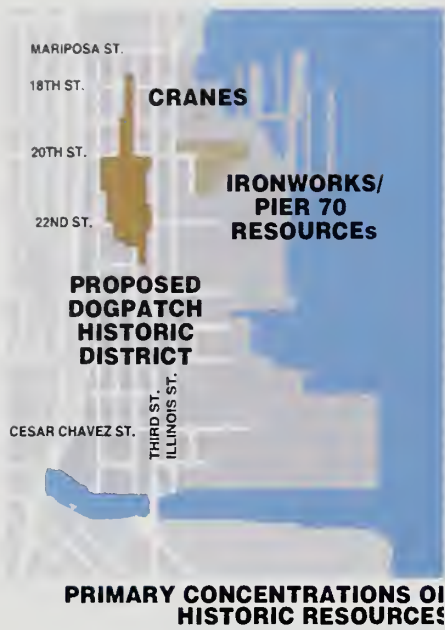 MARIPOSA ST.
18TH ST.
CRANES
20TH ST.
IRONWORKS/
PIER 70
RESOURCEs
22ND ST.
PROPOSED
DOGPATCH
HISTORIC
DISTRICT
THIRD ST.
ILLINOIS ST.
CESAR CHAVEZ ST.
PRIMARY CONCENTRATIONS O
HISTORIC RESOURCES